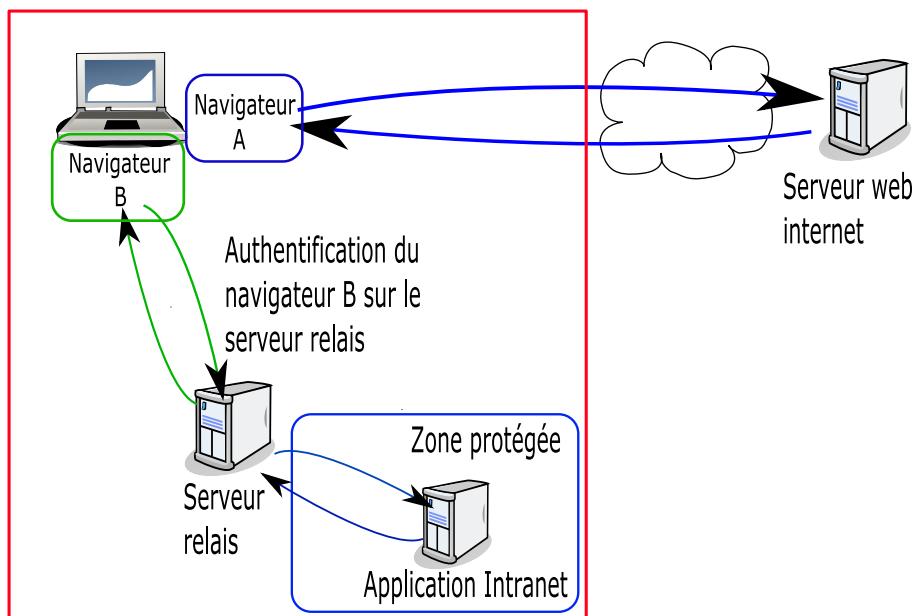 Navigateur
A
Navigateur
B
Serveur web
internet
Authentification du
navigateur B sur le
serveur relais
Zone protégée
Serveur
relais
Application Intranet